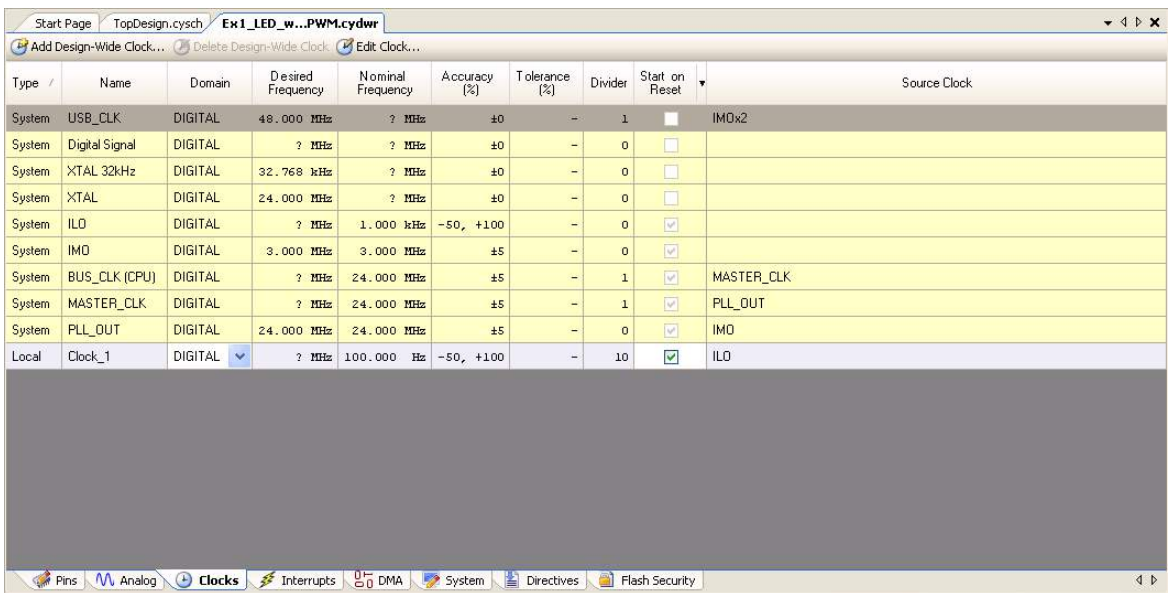 Start Page TopDesign.cysch Ex1_LED_w...PWM.cydwr
Add Design-Wide Clock... Delete Design-Wide Clock Edit Clock...
Type / Name Domain Desired Frequency Nominal Frequency Accuracy (%) Tolerance (%) Divider Start on Reset Source Clock
System USB_CLK DIGITAL 48.000 MHz ? MHz ±0 - 1 IMOx2
System Digital Signal DIGITAL ? MHz ? MHz ±0 - 0
System XTAL 32kHz DIGITAL 32.768 kHz ? MHz ±0 - 0
System XTAL DIGITAL 24.000 MHz ? MHz ±0 - 0
System ILO DIGITAL ? MHz 1.000 kHz -50, +100 - 0
System IMO DIGITAL 3.000 MHz 3.000 MHz ±5 - 0
System BUS_CLK (CPU) DIGITAL ? MHz 24.000 MHz ±5 - 1 MASTER_CLK
System MASTER_CLK DIGITAL ? MHz 24.000 MHz ±5 - 1 PLL_OUT
System PLL_OUT DIGITAL 24.000 MHz 24.000 MHz ±5 - 0 IMO
Local Clock_1 DIGITAL ? MHz 100.000 Hz -50, +100 - 10 ILO
Pins Analog Clocks Interrupts DMA System Directives Flash Security